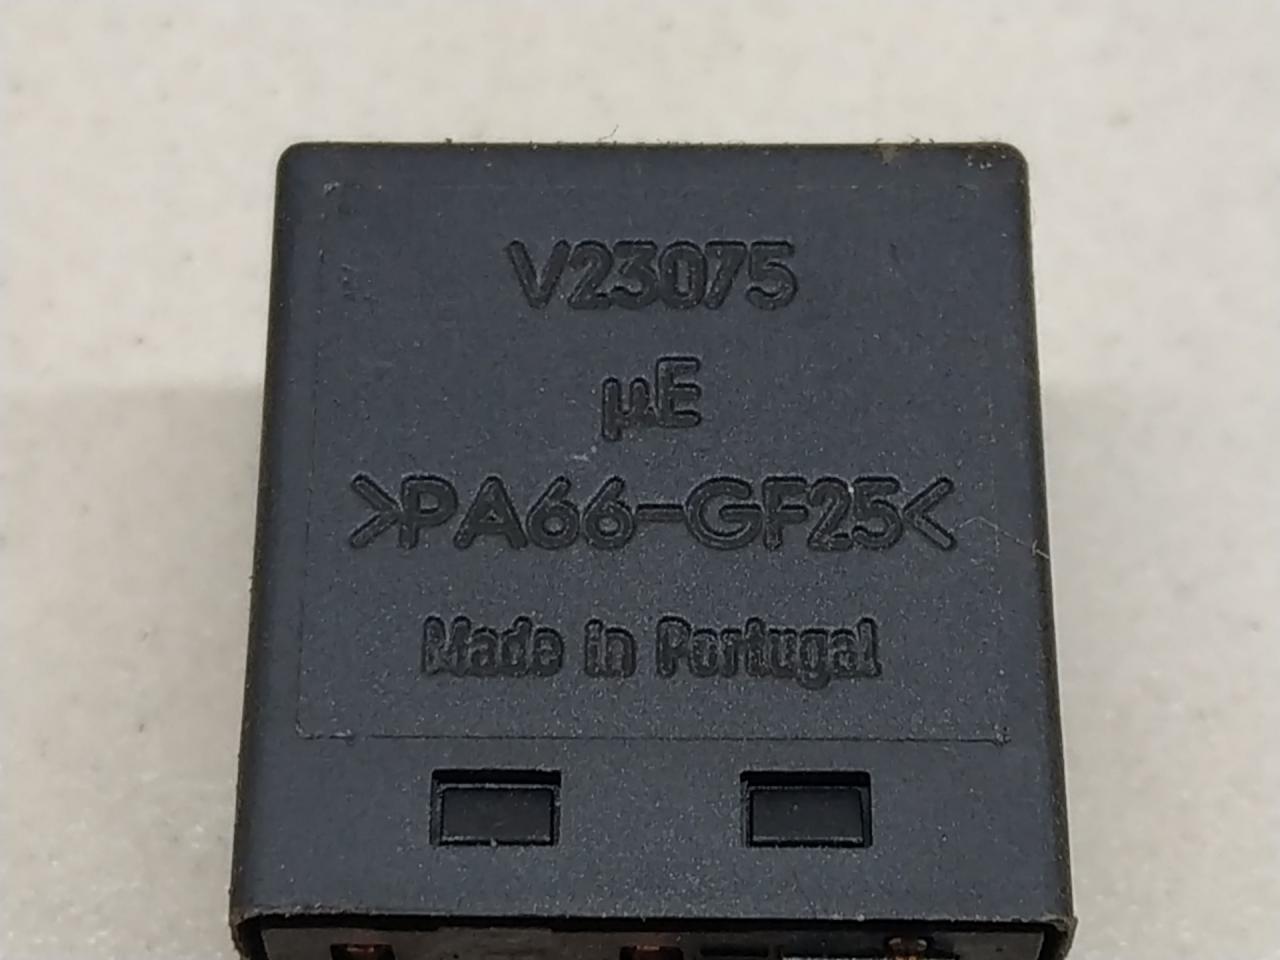 V23075
µE
>PA66-GF25<
Made in Portugal